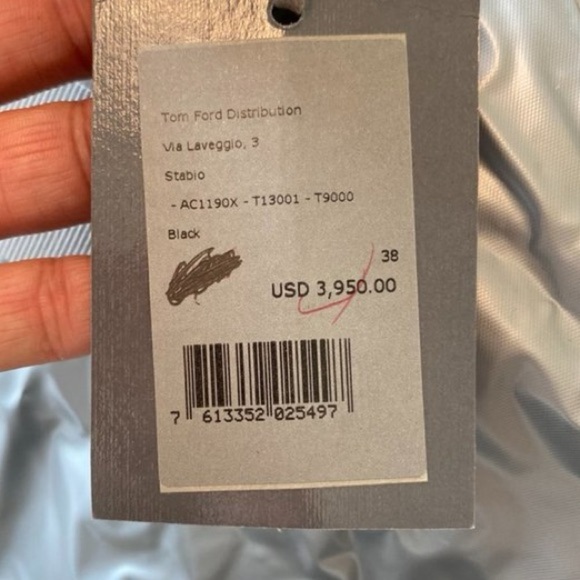 Tom Ford Distribution
Via Laveggio, 3
Stabio
- AC1190X - T13001 - T9000
Black
38
USD 3,950.00
7 613352 025497